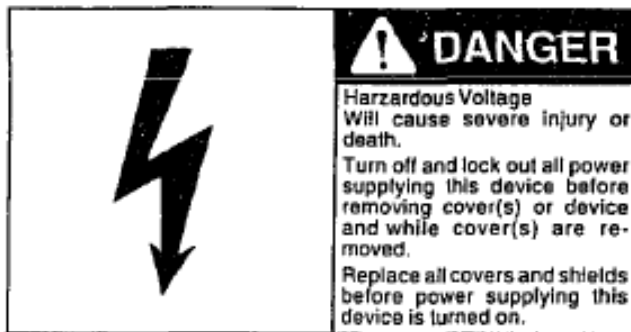 DANGER
Harzardous Voltage
Will cause severe injury or
death.
Turn off and lock out all power
supplying this device before
removing cover(s) or device
and while cover(s) are re-
moved.
Replace all covers and shields
before power supplying this
device is turned on.